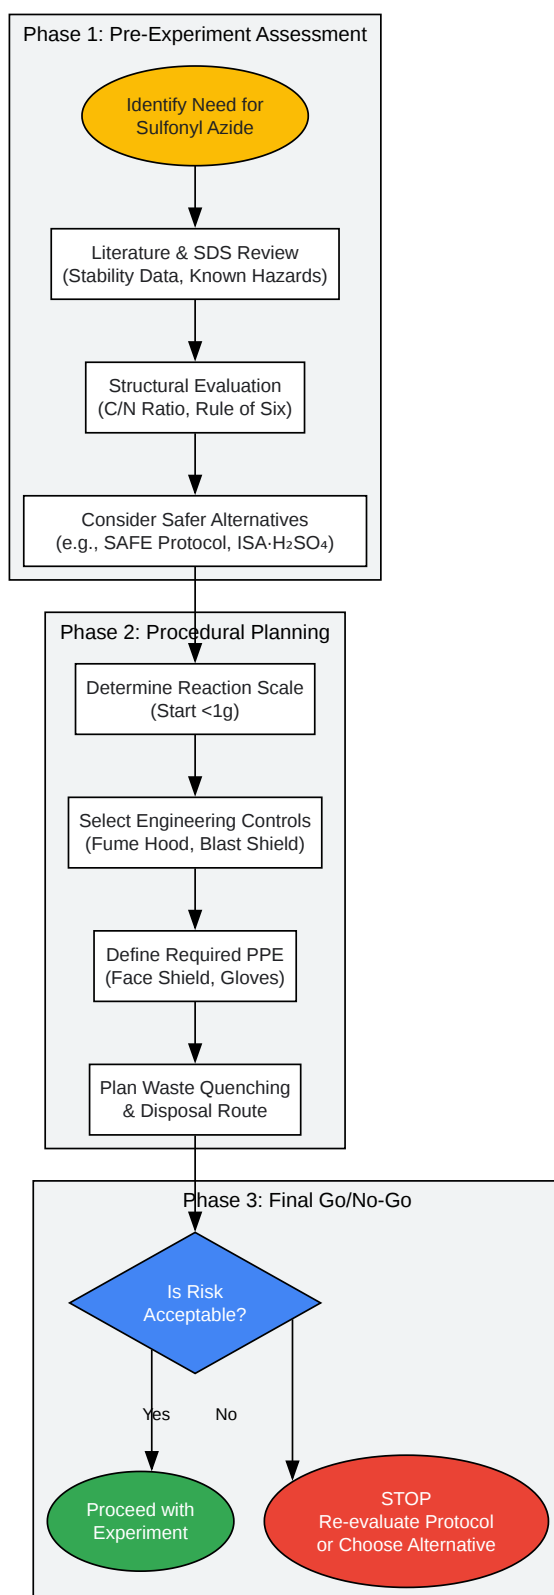 Phase 1: Pre-Experiment Assessment
Identify Need for
Sulfonyl Azide
Literature & SDS Review
(Stability Data, Known Hazards)
Structural Evaluation
(C/N Ratio, Rule of Six)
Consider Safer Alternatives
(e.g., SAFE Protocol, ISA·H₂SO₄)
Phase 2: Procedural Planning
Determine Reaction Scale
(Start <1g)
Select Engineering Controls
(Fume Hood, Blast Shield)
Define Required PPE
(Face Shield, Gloves)
Plan Waste Quenching
& Disposal Route
Phase 3: Final Go/No-Go
Is Risk
Acceptable?
Yes
No
Proceed with
Experiment
STOP
Re-evaluate Protocol
or Choose Alternative